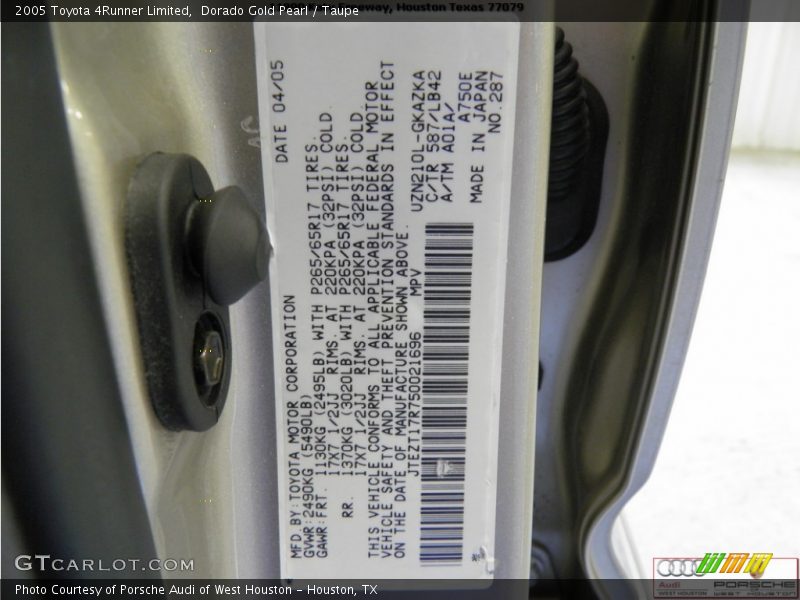 2005 Toyota 4Runner Limited,  Dorado Gold Pearl / Taupe
Houston Texas 77079
MFD BY: TOYOTA MOTOR CORPORATION DATE 04/05
GVWR: 2490KG (5490LB)
GAWR: FRT. 1130KG (2495LB) WITH P265/65R17 TIRES.
17X7 1/2JJ RIMS. AT 220KPA (32PSI) COLD.
RR. 1370KG (3020LB) WITH P265/65R17 TIRES.
17X7 1/2JJ RIMS. AT 220KPA (32PSI) COLD.
THIS VEHICLE CONFORMS TO ALL APPLICABLE FEDERAL MOTOR
VEHICLE SAFETY AND THEFT PREVENTION STANDARDS IN EFFECT
ON THE DATE OF MANUFACTURE SHOWN ABOVE.
JTEZT17R750021696 MPV UZN210L-GKAZKA
C/TR 587/LB42
A/TM A01A/
A750E
MADE IN JAPAN
NO.287
GTCARLOT.COM
Audi
WEST HOUSTON
PORSCHE
WEST HOUSTON
Photo Courtesy of Porsche Audi of West Houston - Houston, TX